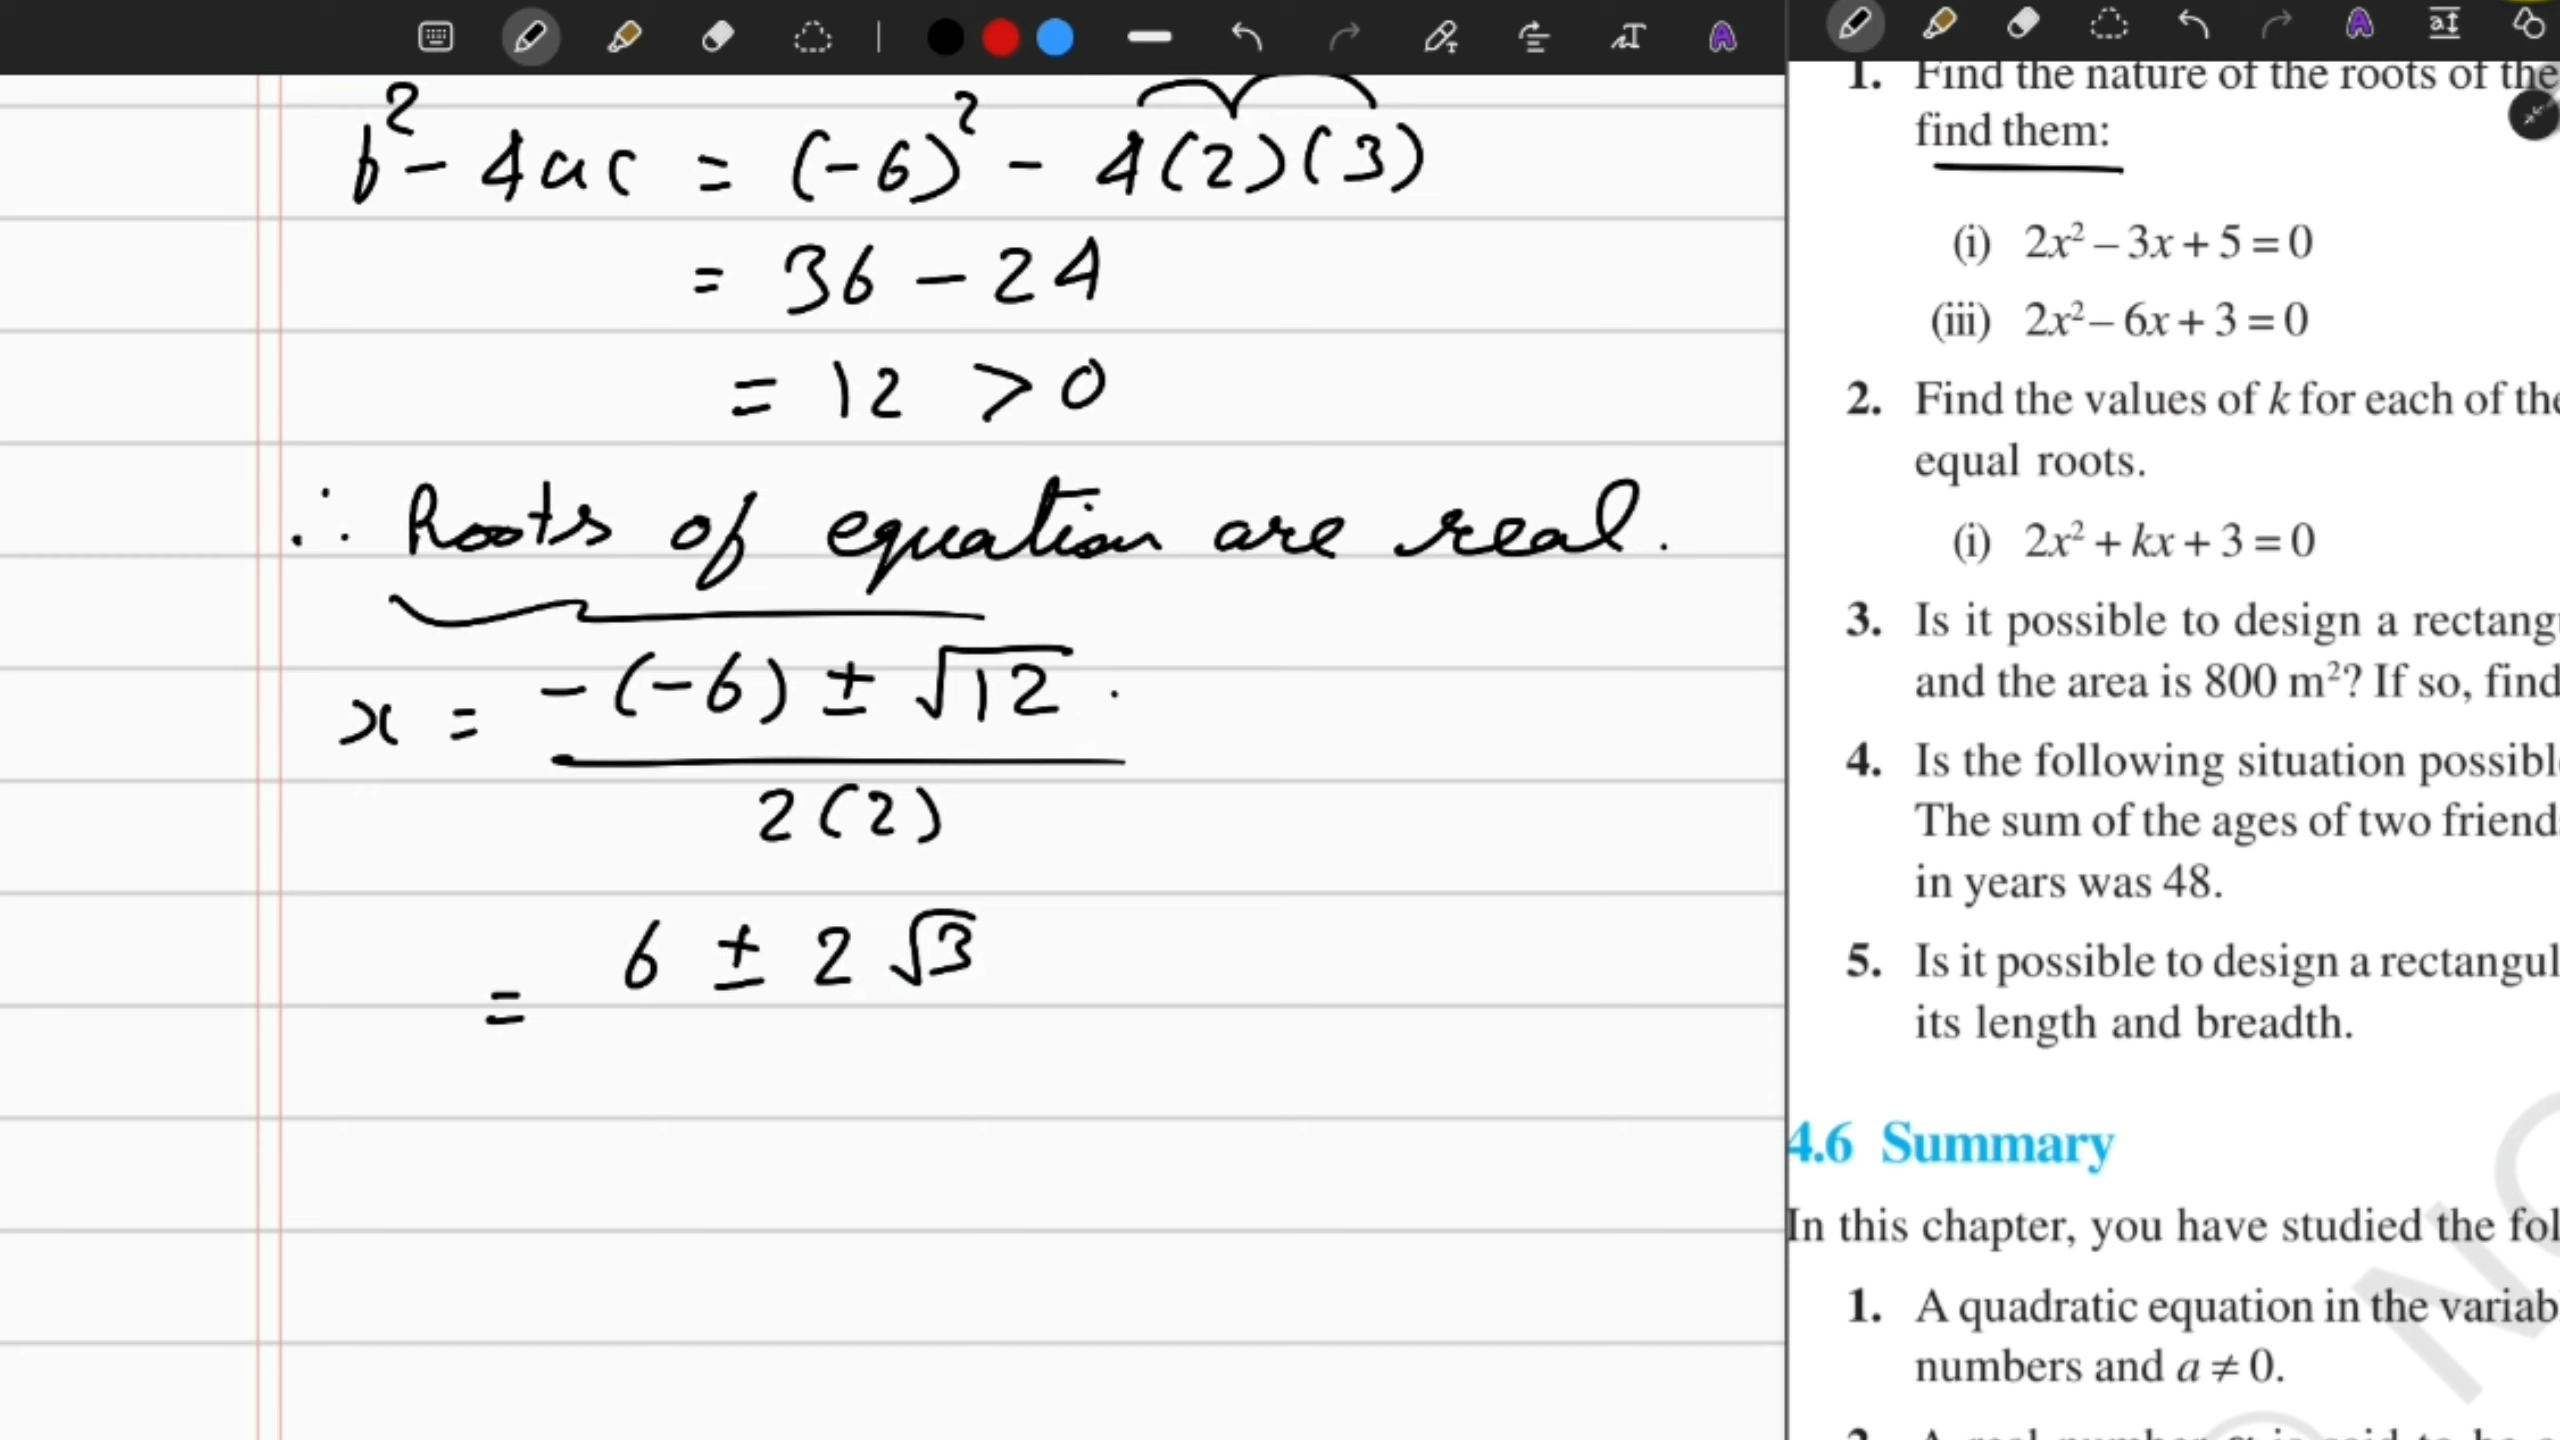 b² - 4ac = (-6)² - 4(2)(3)
= 36 - 24
= 12 > 0
∴ Roots of equation are real.
x = -(-6) ± √12
2(2)
= 6 ± 2√3
1. Find the nature of the roots of the
find them:
(i) 2x² – 3x + 5 = 0
(iii) 2x² – 6x + 3 = 0
2. Find the values of k for each of the
equal roots.
(i) 2x² + kx + 3 = 0
3. Is it possible to design a rectang
and the area is 800 m²? If so, find
4. Is the following situation possibl
The sum of the ages of two friend
in years was 48.
5. Is it possible to design a rectangul
its length and breadth.
4.6 Summary
In this chapter, you have studied the fol
1. A quadratic equation in the variab
numbers and a ≠ 0.